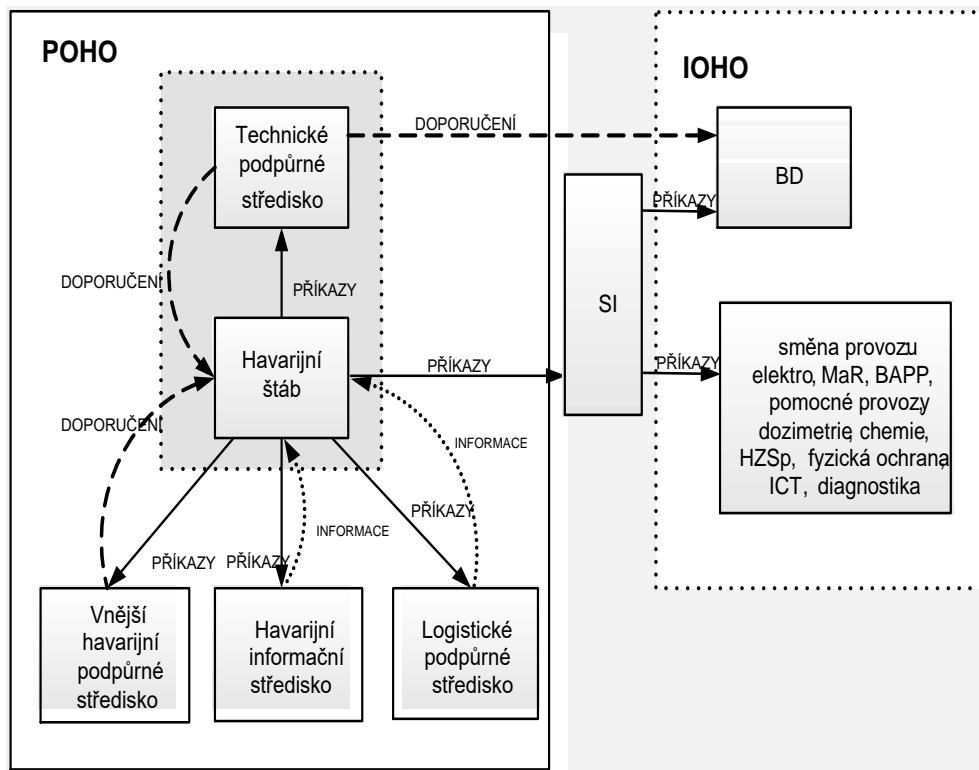 POHO
IOHO
Technické
podpůrné
středisko
DOPORUČENÍ
BD
PŘÍKAZY
DOPORUČENÍ
PŘÍKAZY
SI
Havarijní
štáb
PŘÍKAZY
PŘÍKAZY
směna provozu
elektro, MaR, BAPP,
pomocné provozy,
dozimetrie, chemie,
HZSp, fyzická ochrana,
ICT, diagnostika
DOPORUČENÍ
INFORMACE
PŘÍKAZY
INFORMACE
PŘÍKAZY
PŘÍKAZY
Vnější
havarijní
podpůrné
středisko
Havarijní
informační
středisko
Logistické
podpůrné
středisko